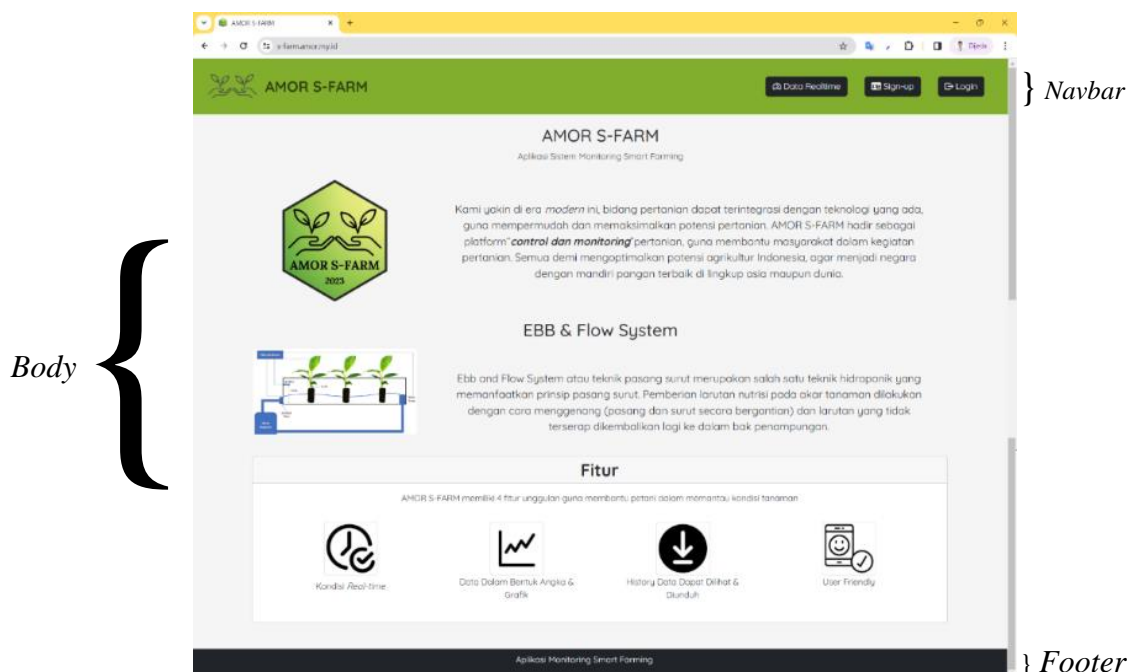 AMOR S-FARM
s-farmamor.my.id
AMOR S-FARM
Data Realtime
Sign-up
Login
} Navbar
AMOR S-FARM
Aplikasi Sistem Monitoring Smart Farming
AMOR S-FARM
2023
Kami yakin di era modern ini, bidang pertanian dapat terintegrasi dengan teknologi yang ada,
guna mempermudah dan memaksimalkan potensi pertanian. AMOR S-FARM hadir sebagai
platform"control dan monitoring"pertanian, guna membantu masyarakat dalam kegiatan
pertanian. Semua demi mengoptimalkan potensi agrikultur Indonesia, agar menjadi negara
dengan mandiri pangan terbaik di lingkup asia maupun dunia.
Body {
EBB & Flow System
Ebb and Flow System atau teknik pasang surut merupakan salah satu teknik hidroponik yang
memanfaatkan prinsip pasang surut. Pemberian larutan nutrisi pada akar tanaman dilakukan
dengan cara menggenang (pasang dan surut secara bergantian) dan larutan yang tidak
terserap dikembalikan lagi ke dalam bak penampungan.
Fitur
AMOR S-FARM memiliki 4 fitur unggulan guna membantu petani dalam memantau kondisi tanaman
Kondisi Real-time
Data Dalam Bentuk Angka &
Grafik
History Data Dapat Dilihat &
Diunduh
User Friendly
Aplikasi Monitoring Smart Farming
} Footer